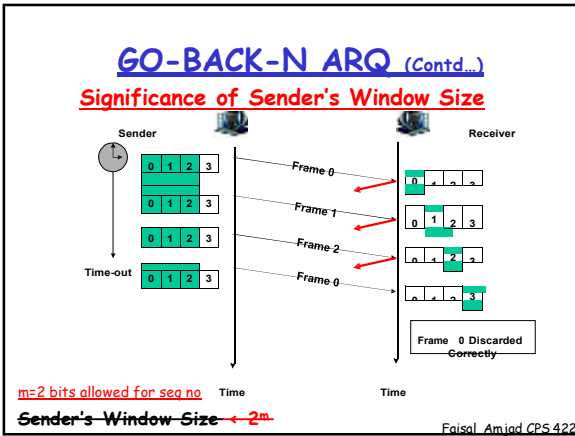 GO-BACK-N ARQ (Contd…)
Significance of Sender's Window Size
Sender
Receiver
0 1 2 3
Frame 0
0 1 2 3
0 1 2 3
Frame 1
0 1 2 3
0 1 2 3
Frame 2
0 1 2 3
Time-out
0 1 2 3
Frame 0
0 1 2 3
Frame 0 Discarded
Correctly
m=2 bits allowed for seq no
Time
Time
Sender's Window Size < 2m
Faisal Amjad CPS 422